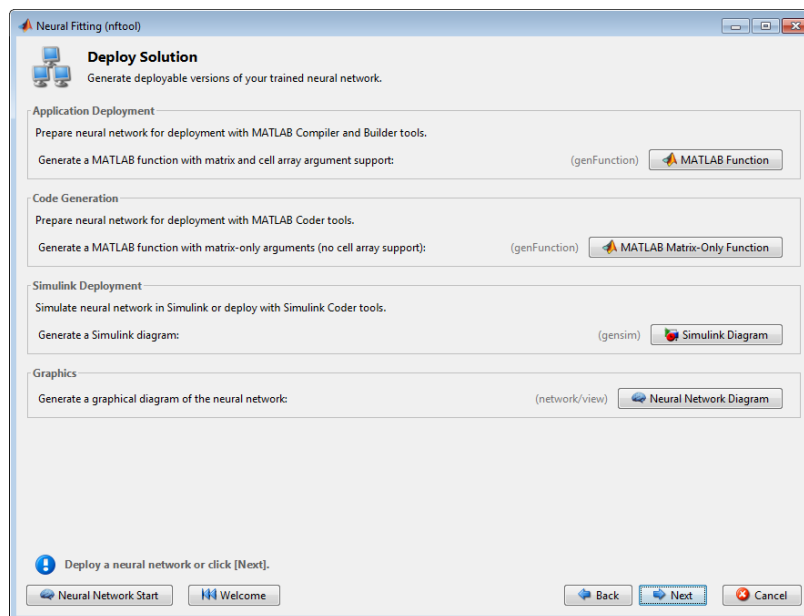 Neural Fitting (nftool)
Deploy Solution
Generate deployable versions of your trained neural network.
Application Deployment
Prepare neural network for deployment with MATLAB Compiler and Builder tools.
Generate a MATLAB function with matrix and cell array argument support: (genFunction) MATLAB Function
Code Generation
Prepare neural network for deployment with MATLAB Coder tools.
Generate a MATLAB function with matrix-only arguments (no cell array support): (genFunction) MATLAB Matrix-Only Function
Simulink Deployment
Simulate neural network in Simulink or deploy with Simulink Coder tools.
Generate a Simulink diagram: (gensim) Simulink Diagram
Graphics
Generate a graphical diagram of the neural network: (network/view) Neural Network Diagram
Deploy a neural network or click [Next].
Neural Network Start Welcome Back Next Cancel